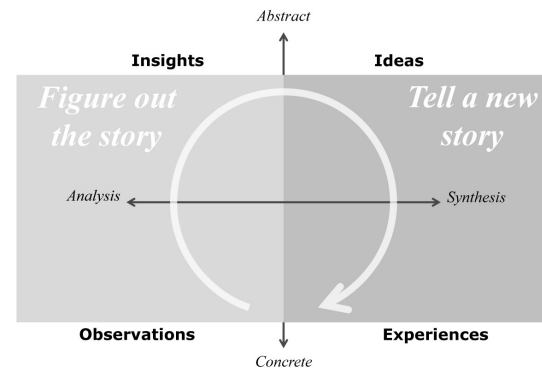 Abstract
Insights
Ideas
Figure out
the story
Tell a new
story
Analysis
Synthesis
Observations
Experiences
Concrete